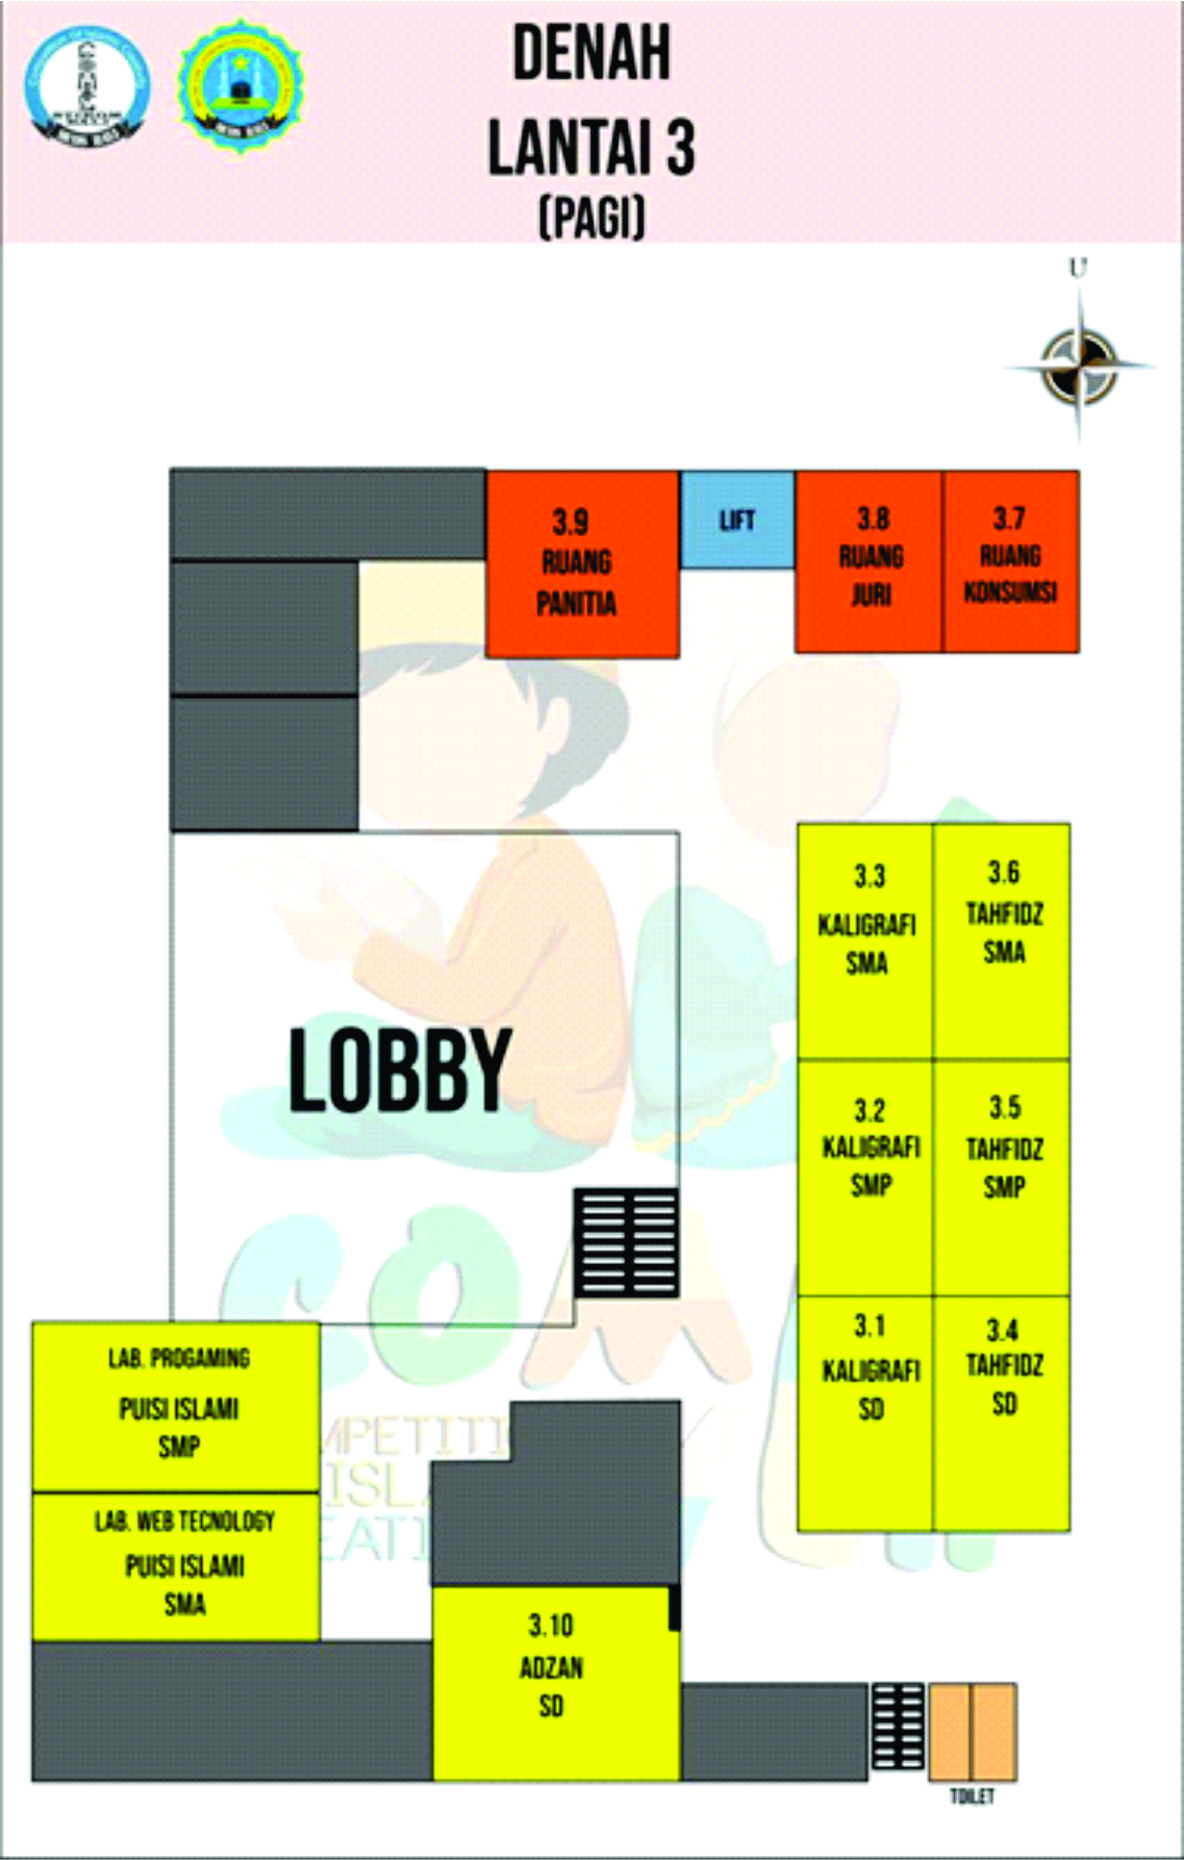 DENAH
LANTAI 3
(PAGI)
U
3.9
RUANG
PANITIA
LIFT
3.8
RUANG
JURI
3.7
RUANG
KONSUMSI
3.3
KALIGRAFI
SMA
3.6
TAHFIDZ
SMA
LOBBY
3.2
KALIGRAFI
SMP
3.5
TAHFIDZ
SMP
3.1
KALIGRAFI
SD
3.4
TAHFIDZ
SD
LAB. PROGAMING
PUISI ISLAMI
SMP
LAB. WEB TECNOLOGY
PUISI ISLAMI
SMA
3.10
ADZAN
SD
TOILET